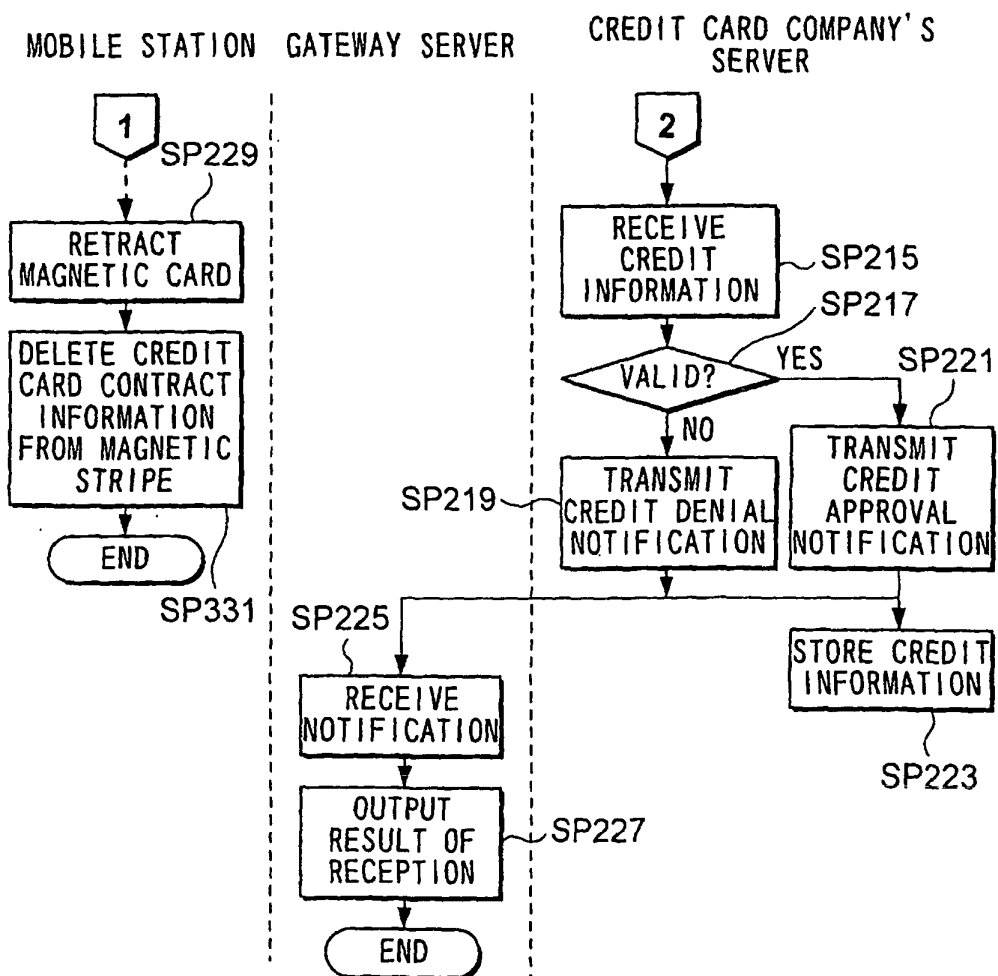 MOBILE STATION
GATEWAY SERVER
CREDIT CARD COMPANY'S
SERVER
1
SP229
RETRACT
MAGNETIC CARD
DELETE CREDIT
CARD CONTRACT
INFORMATION
FROM MAGNETIC
STRIPE
END
SP331
2
RECEIVE
CREDIT
INFORMATION
SP215
SP217
VALID?
YES
NO
SP221
TRANSMIT
CREDIT
APPROVAL
NOTIFICATION
SP219
TRANSMIT
CREDIT DENIAL
NOTIFICATION
STORE CREDIT
INFORMATION
SP223
SP225
RECEIVE
NOTIFICATION
OUTPUT
RESULT OF
RECEPTION
SP227
END